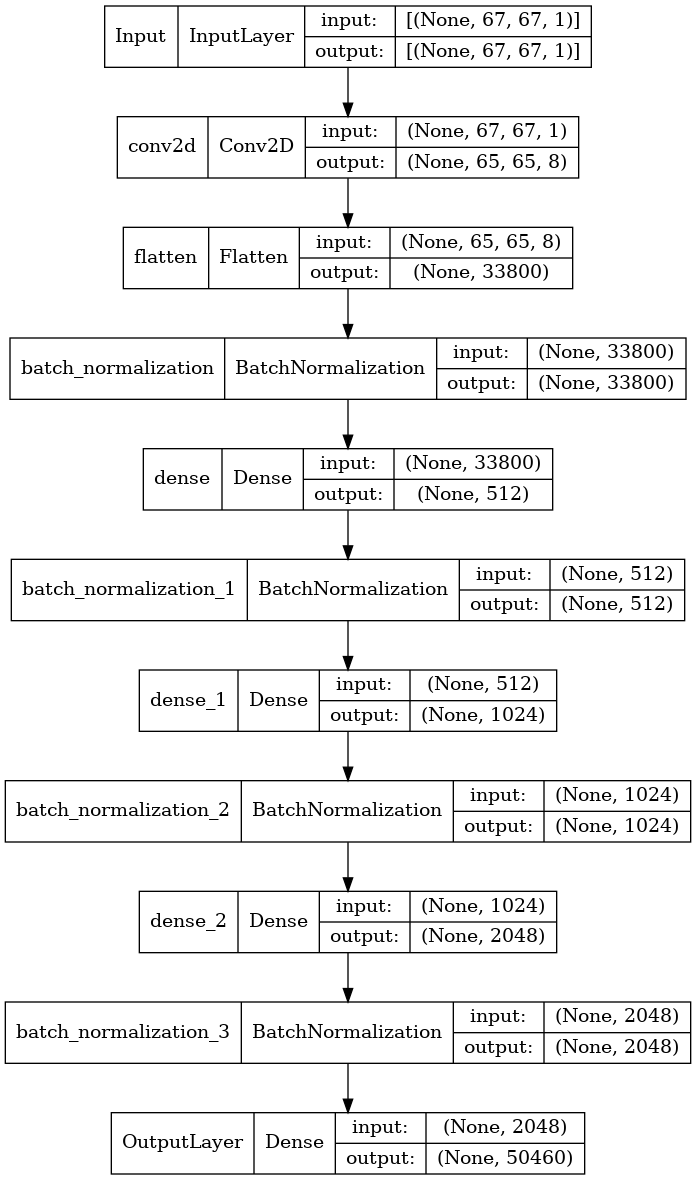 Input InputLayer input: [(None, 67, 67, 1)]
output: [(None, 67, 67, 1)]
conv2d Conv2D input: (None, 67, 67, 1)
output: (None, 65, 65, 8)
flatten Flatten input: (None, 65, 65, 8)
output: (None, 33800)
batch_normalization BatchNormalization input: (None, 33800)
output: (None, 33800)
dense Dense input: (None, 33800)
output: (None, 512)
batch_normalization_1 BatchNormalization input: (None, 512)
output: (None, 512)
dense_1 Dense input: (None, 512)
output: (None, 1024)
batch_normalization_2 BatchNormalization input: (None, 1024)
output: (None, 1024)
dense_2 Dense input: (None, 1024)
output: (None, 2048)
batch_normalization_3 BatchNormalization input: (None, 2048)
output: (None, 2048)
OutputLayer Dense input: (None, 2048)
output: (None, 50460)